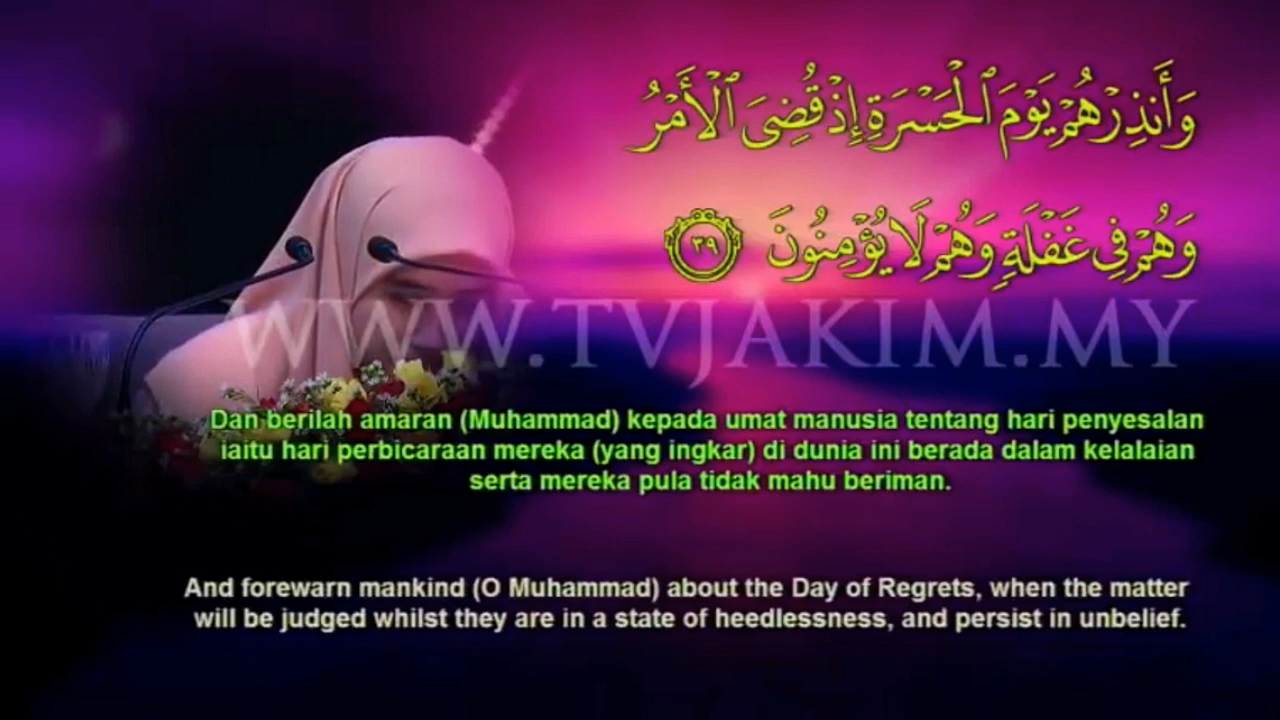 وَأَنذِرْهُمْ يَوْمَ ٱلْحَسْرَةِ إِذْ قُضِىَ ٱلْأَمْرُ
وَهُمْ فِى غَفْلَةٍ وَهُمْ لَا يُؤْمِنُونَ ٣٩
WWW.TVJAKIM.MY
Dan berilah amaran (Muhammad) kepada umat manusia tentang hari penyesalan
iaitu hari perbicaraan mereka (yang ingkar) di dunia ini berada dalam kelalaian
serta mereka pula tidak mahu beriman.
And forewarn mankind (O Muhammad) about the Day of Regrets, when the matter
will be judged whilst they are in a state of heedlessness, and persist in unbelief.